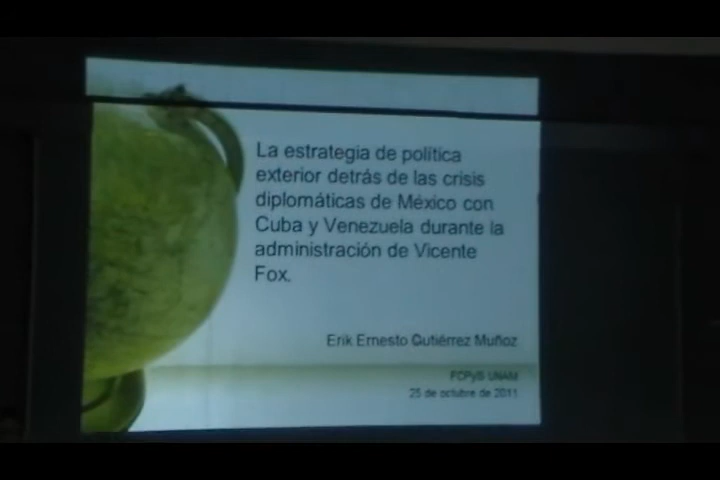 La estrategia de política
exterior detrás de las crisis
diplomáticas de México con
Cuba y Venezuela durante la
administración de Vicente
Fox.
Erik Ernesto Gutiérrez Muñoz
FCPyS UNAM
25 de octubre de 2011